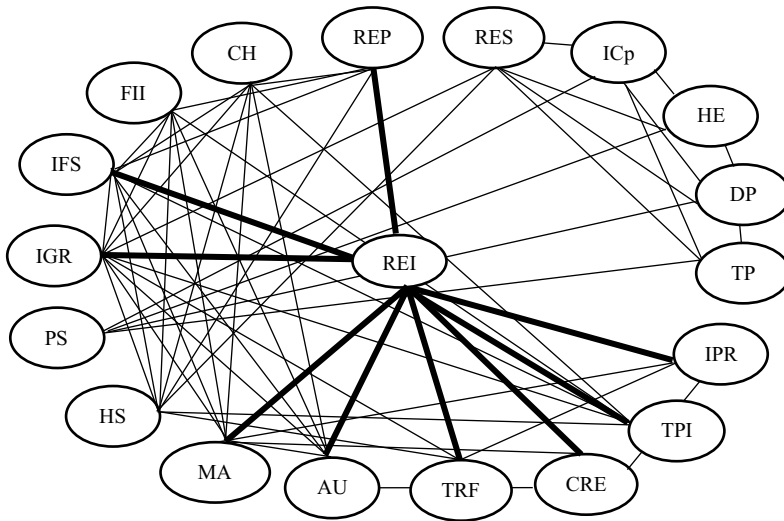 REP
RES
CH
ICp
FII
HE
IFS
DP
IGR
REI
TP
PS
IPR
HS
TPI
MA
AU
TRF
CRE